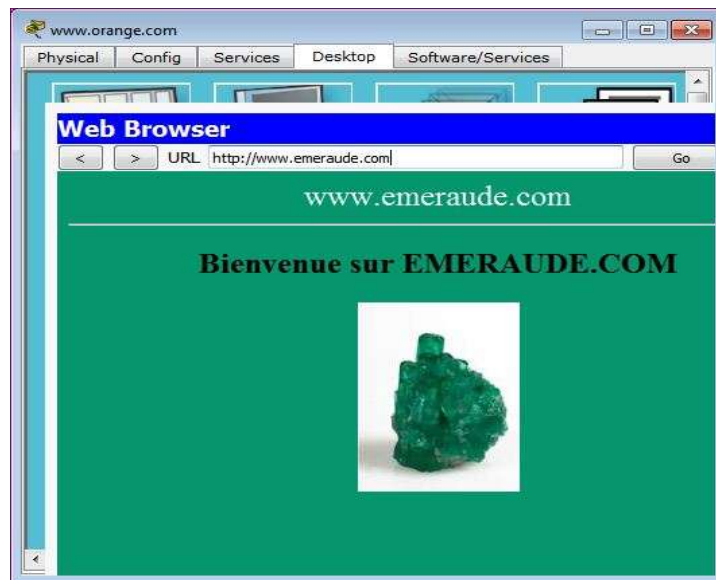 www.orange.com
Physical Config Services Desktop Software/Services
Web Browser
< > URL http://www.emeraude.com Go
www.emeraude.com
Bienvenue sur EMERAUDE.COM